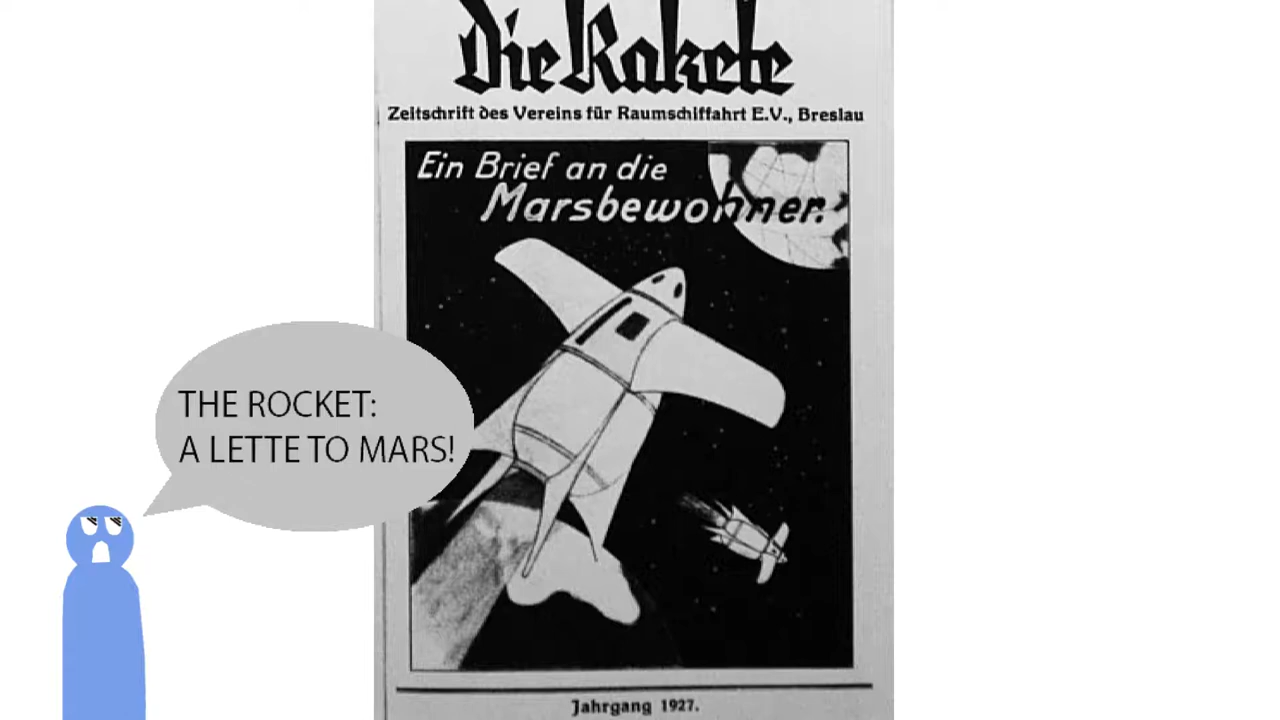 Die Rakete
Zeitschrift des Vereins für Raumschiffahrt E.V., Breslau
Ein Brief an die
Marsbewohner.
THE ROCKET:
A LETTE TO MARS!
Jahrgang 1927.